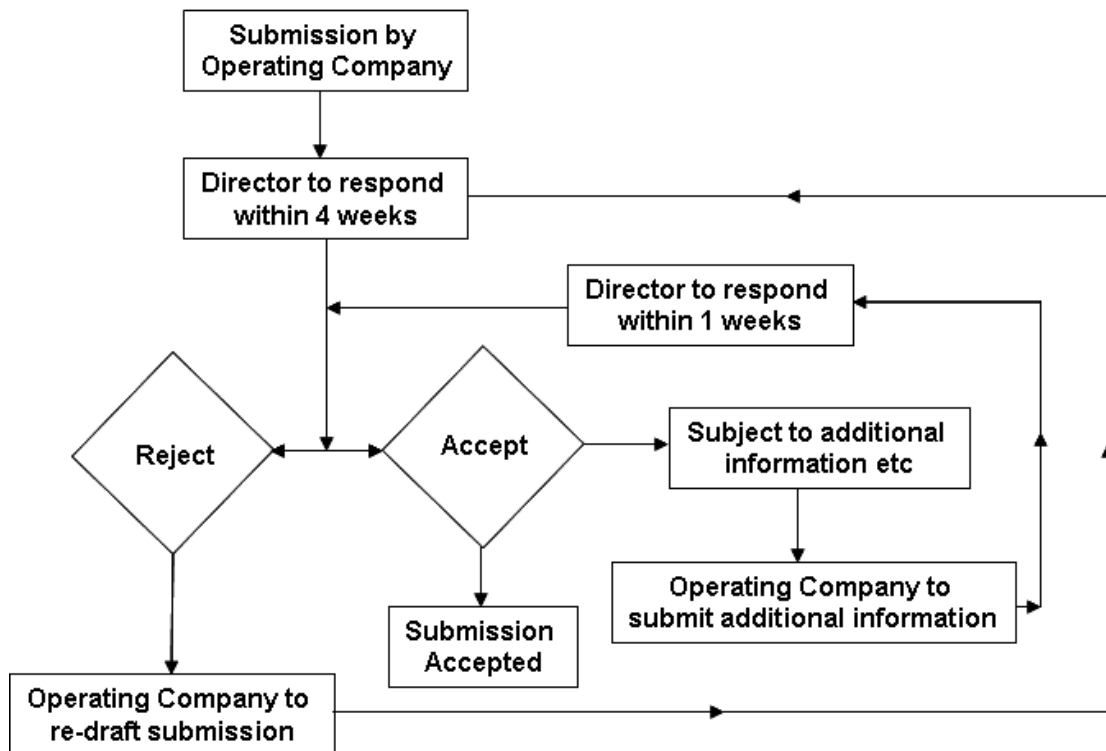 Submission by
Operating Company
Director to respond
within 4 weeks
Director to respond
within 1 weeks
Reject
Accept
Subject to additional
information etc
Operating Company to
submit additional information
Submission
Accepted
Operating Company to
re-draft submission